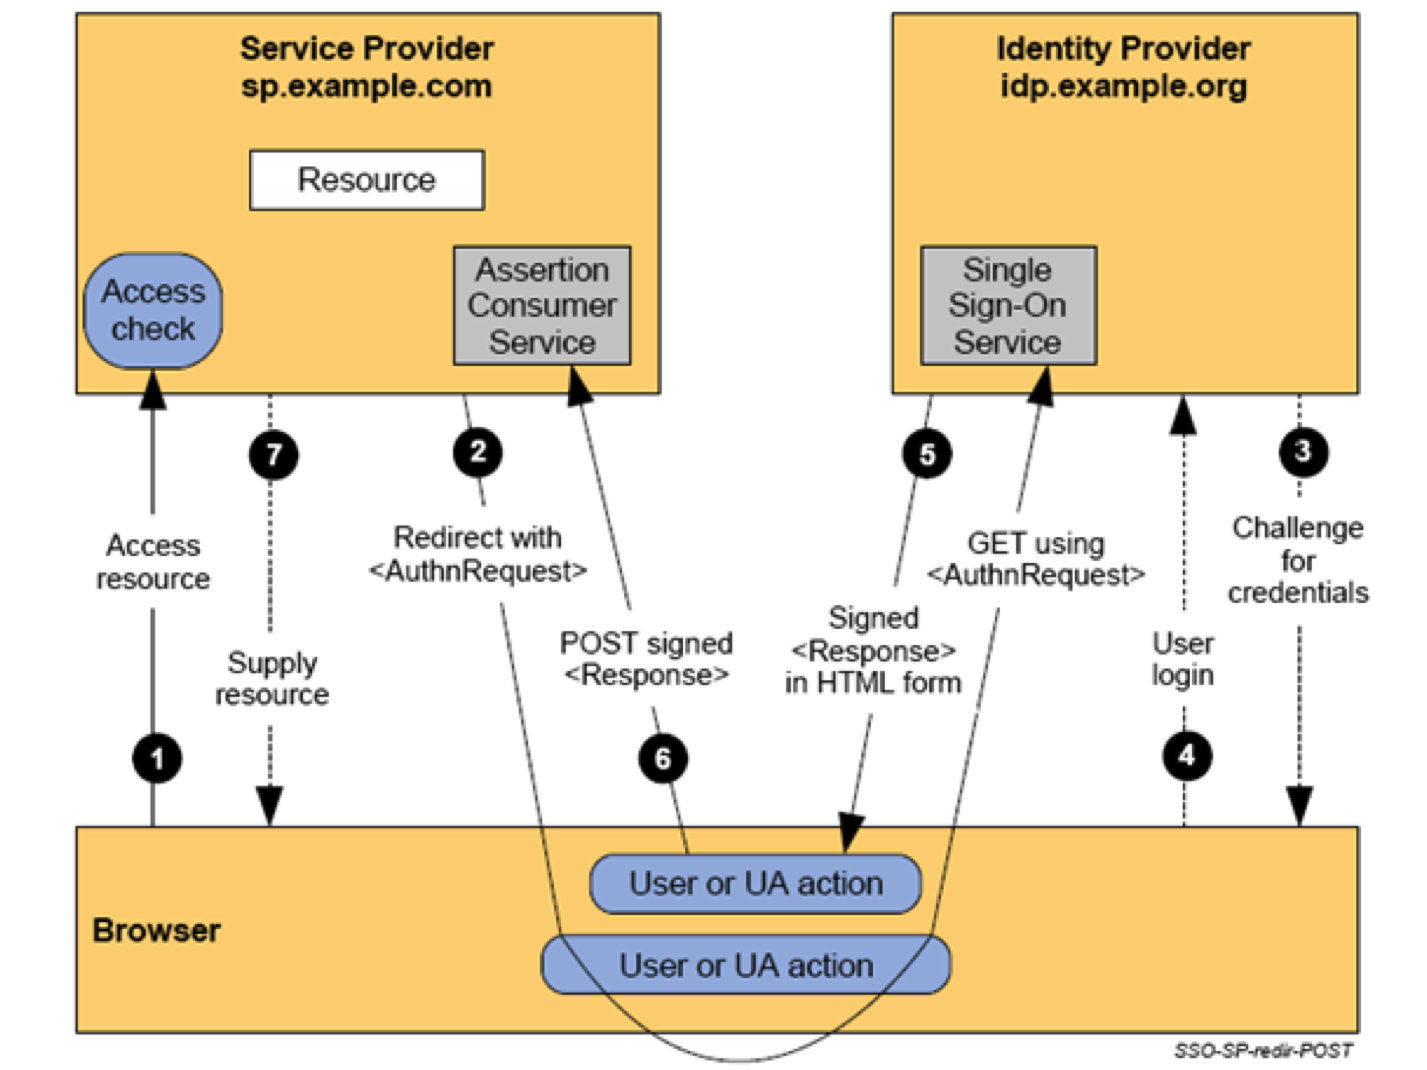 Service Provider
sp.example.com
Identity Provider
idp.example.org
Resource
Access
check
Assertion
Consumer
Service
Single
Sign-On
Service
7
2
5
3
Access
resource
Redirect with
<AuthnRequest>
GET using
<AuthnRequest>
Challenge
for
credentials
Supply
resource
POST signed
<Response>
Signed
<Response>
in HTML form
User
login
1
6
4
User or UA action
Browser
User or UA action
SSO-SP-redir-POST